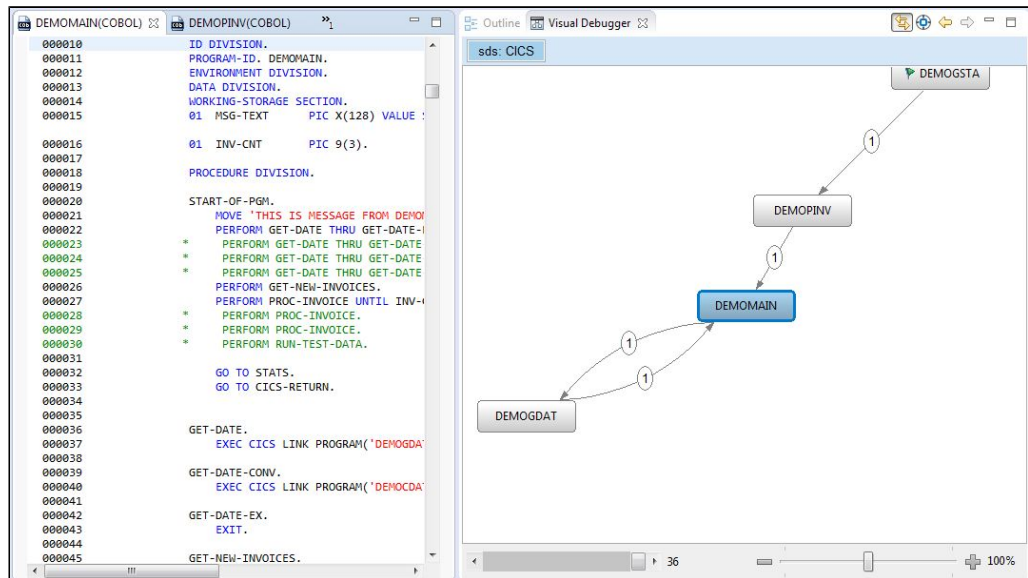 DEMOMAIN(COBOL) DEMOPINV(COBOL) »1
000010 ID DIVISION.
000011 PROGRAM-ID. DEMOMAIN.
000012 ENVIRONMENT DIVISION.
000013 DATA DIVISION.
000014 WORKING-STORAGE SECTION.
000015 01 MSG-TEXT PIC X(128) VALUE
000016 01 INV-CNT PIC 9(3).
000017
000018 PROCEDURE DIVISION.
000019
000020 START-OF-PGM.
000021 MOVE 'THIS IS MESSAGE FROM DEMO
000022 PERFORM GET-DATE THRU GET-DATE-
000023 * PERFORM GET-DATE THRU GET-DATE
000024 * PERFORM GET-DATE THRU GET-DATE
000025 * PERFORM GET-DATE THRU GET-DATE
000026 PERFORM GET-NEW-INVOICES.
000027 PERFORM PROC-INVOICE UNTIL INV-
000028 * PERFORM PROC-INVOICE.
000029 * PERFORM PROC-INVOICE.
000030 * PERFORM RUN-TEST-DATA.
000031
000032 GO TO STATS.
000033 GO TO CICS-RETURN.
000034
000035
000036 GET-DATE.
000037 EXEC CICS LINK PROGRAM('DEMOGDA
000038
000039 GET-DATE-CONV.
000040 EXEC CICS LINK PROGRAM('DEMOCDA
000041
000042 GET-DATE-EX.
000043 EXIT.
000044
000045 GET-NEW-INVOICES.
Outline Visual Debugger
sds: CICS
DEMOGSTA
1
DEMOPINV
1
DEMOMAIN
1
1
DEMOGDAT
36 100%